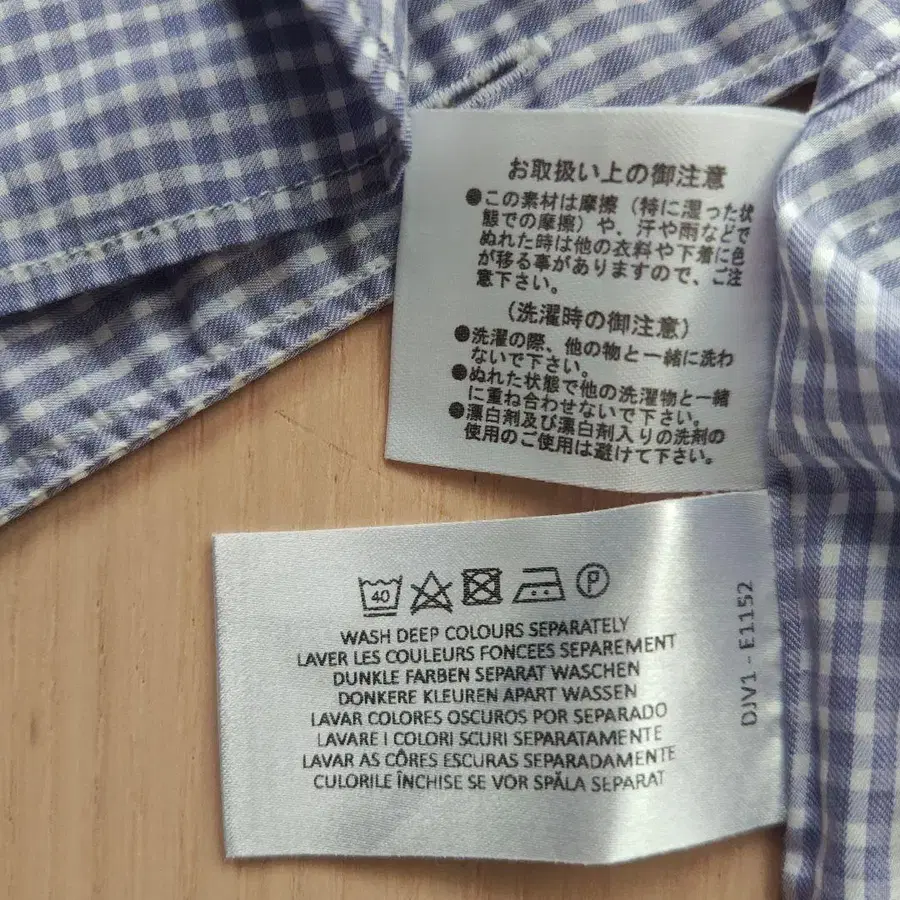 お取扱い上の御注意
●この素材は摩擦（特に湿った状
態での摩擦）や、汗や雨などで
ぬれた時は他の衣料や下着に色
が移る事がありますので、ご注
意下さい。
（洗濯時の御注意）
●洗濯の際、他の物と一緒に洗わ
ないで下さい。
●ぬれた状態で他の洗濯物と一緒
に重ね合わせないで下さい。
●漂白剤及び漂白剤入りの洗剤の
使用のご使用は避けて下さい。
40 P
WASH DEEP COLOURS SEPARATELY
LAVER LES COULEURS FONCEES SEPAREMENT
DUNKLE FARBEN SEPARAT WASCHEN
DONKERE KLEUREN APART WASSEN
LAVAR COLORES OSCUROS POR SEPARADO
LAVARE I COLORI SCURI SEPARATAMENTE
LAVAR AS CÔRES ESCURAS SEPARADAMENTE
CULORILE ÎNCHISE SE VOR SPĂLA SEPARAT
DJV1 - E1152